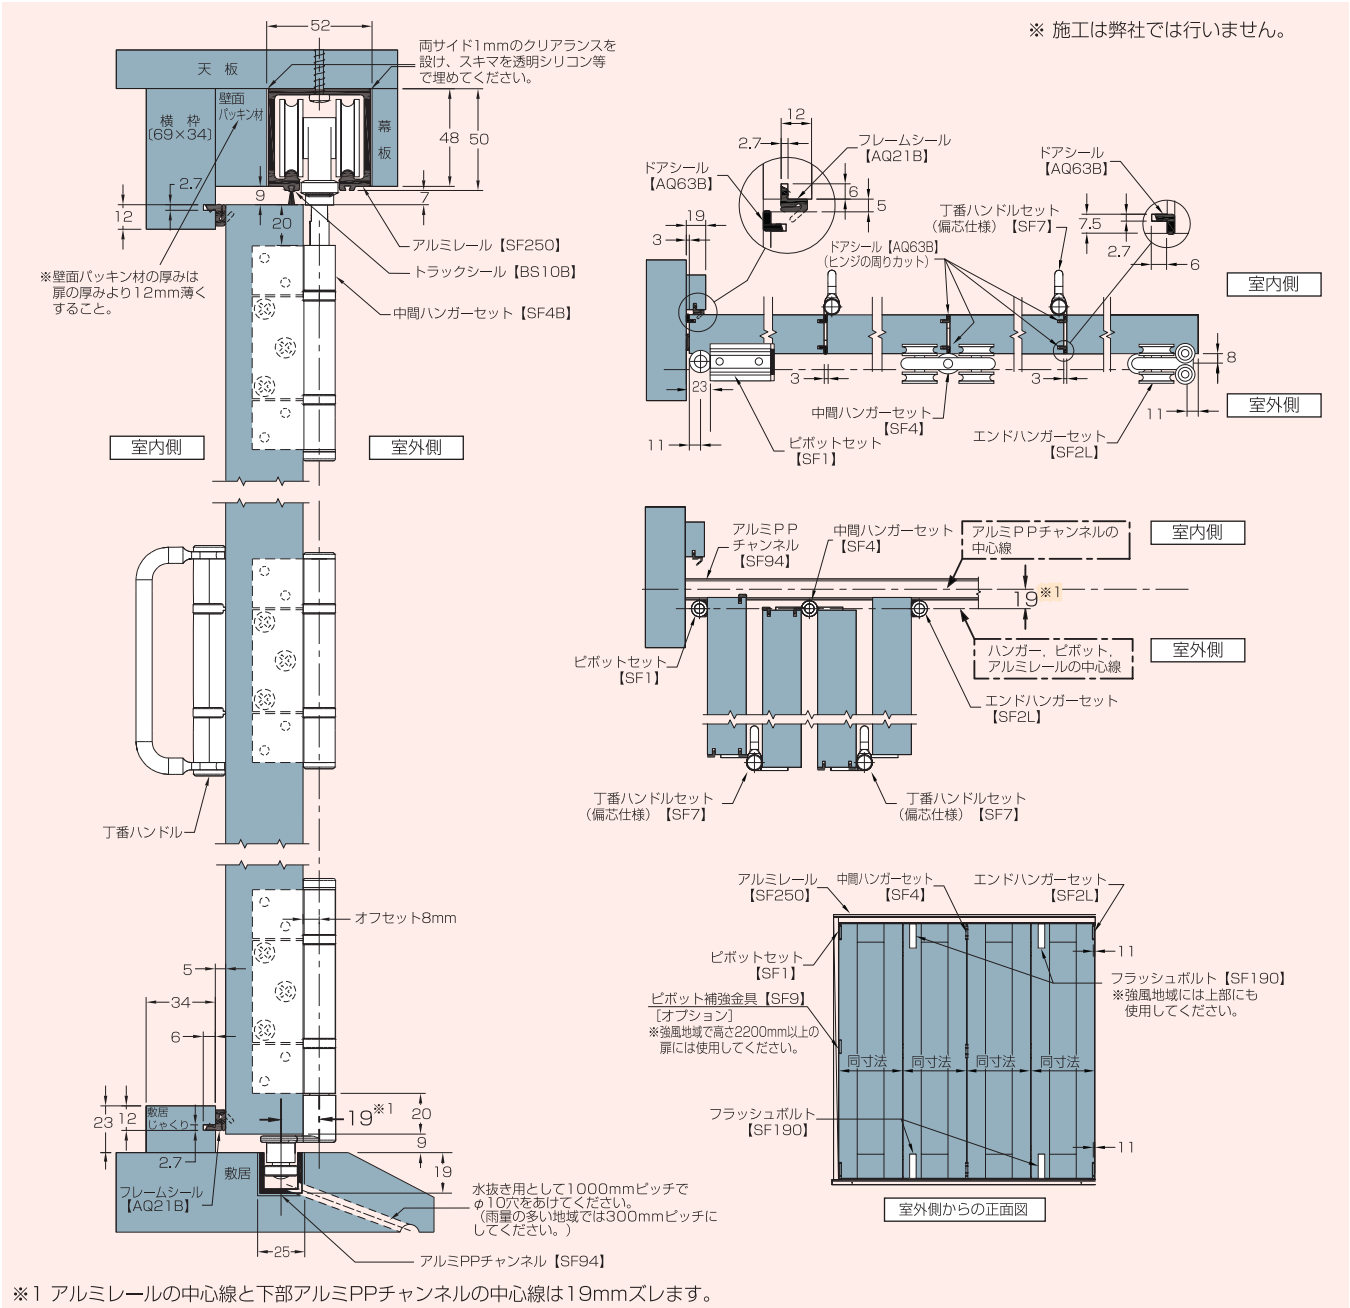 ※ 施工は弊社では行いません。
52
両サイド1mmのクリアランスを
設け、スキマを透明シリコン等
で埋めてください。
天 板
壁面
パッキン材
横 枠
〔69×34〕
幕
板
48
50
2.7
12
9
7
20
アルミレール【SF250】
トラックシール【BS10B】
中間ハンガーセット【SF4B】
※壁面パッキン材の厚みは
扉の厚みより12mm薄く
すること。
室内側
室外側
丁番ハンドル
オフセット8mm
5
34
6
23
12
敷居
じゃくり
2.7
19※1
20
9
19
敷居
フレームシール
【AQ21B】
水抜き用として1000mmピッチで
φ10穴をあけてください。
（雨量の多い地域では300mmピッチに
してください。）
25
アルミPPチャンネル【SF94】
12
2.7
フレームシール
【AQ21B】
ドアシール
【AQ63B】
6
5
19
3
ドアシール【AQ63B】
（ヒンジの周りカット）
ドアシール
【AQ63B】
丁番ハンドルセット
（偏芯仕様）【SF7】
7.5
2.7
6
室内側
8
3
3
23
11
11
中間ハンガーセット
【SF4】
ピボットセット
【SF1】
エンドハンガーセット
【SF2L】
室外側
アルミＰＰ
チャンネル
【SF94】
中間ハンガーセット
【SF4】
アルミＰＰチャンネルの
中心線
室内側
19※1
ハンガー，ピボット，
アルミレールの中心線
室外側
ピボットセット
【SF1】
エンドハンガーセット
【SF2L】
丁番ハンドルセット
（偏芯仕様）【SF7】
丁番ハンドルセット
（偏芯仕様）【SF7】
アルミレール
【SF250】
中間ハンガーセット
【SF4】
エンドハンガーセット
【SF2L】
ピボットセット
【SF1】
11
フラッシュボルト【SF190】
※強風地域には上部にも
使用してください。
ピボット補強金具【SF9】
［オプション］
※強風地域で高さ2200mm以上の
扉には使用してください。
同寸法 同寸法 同寸法 同寸法
フラッシュボルト
【SF190】
11
室外側からの正面図
※1 アルミレールの中心線と下部アルミPPチャンネルの中心線は19mmズレます。